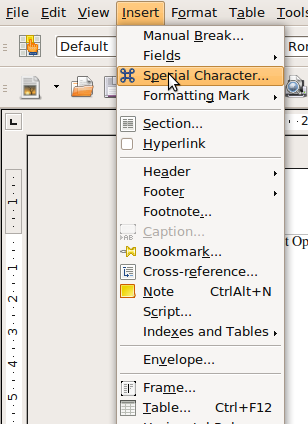 File Edit View Insert Format Table Tools
Manual Break...
Default
Fields
Special Character...
Formatting Mark
Section...
Hyperlink
Header
Footer
Footnote...
Caption...
Bookmark...
Cross-reference...
Note CtrlAlt+N
Script...
Indexes and Tables
Envelope...
Frame...
Table... Ctrl+F12
1
1
2
3
4
5
2